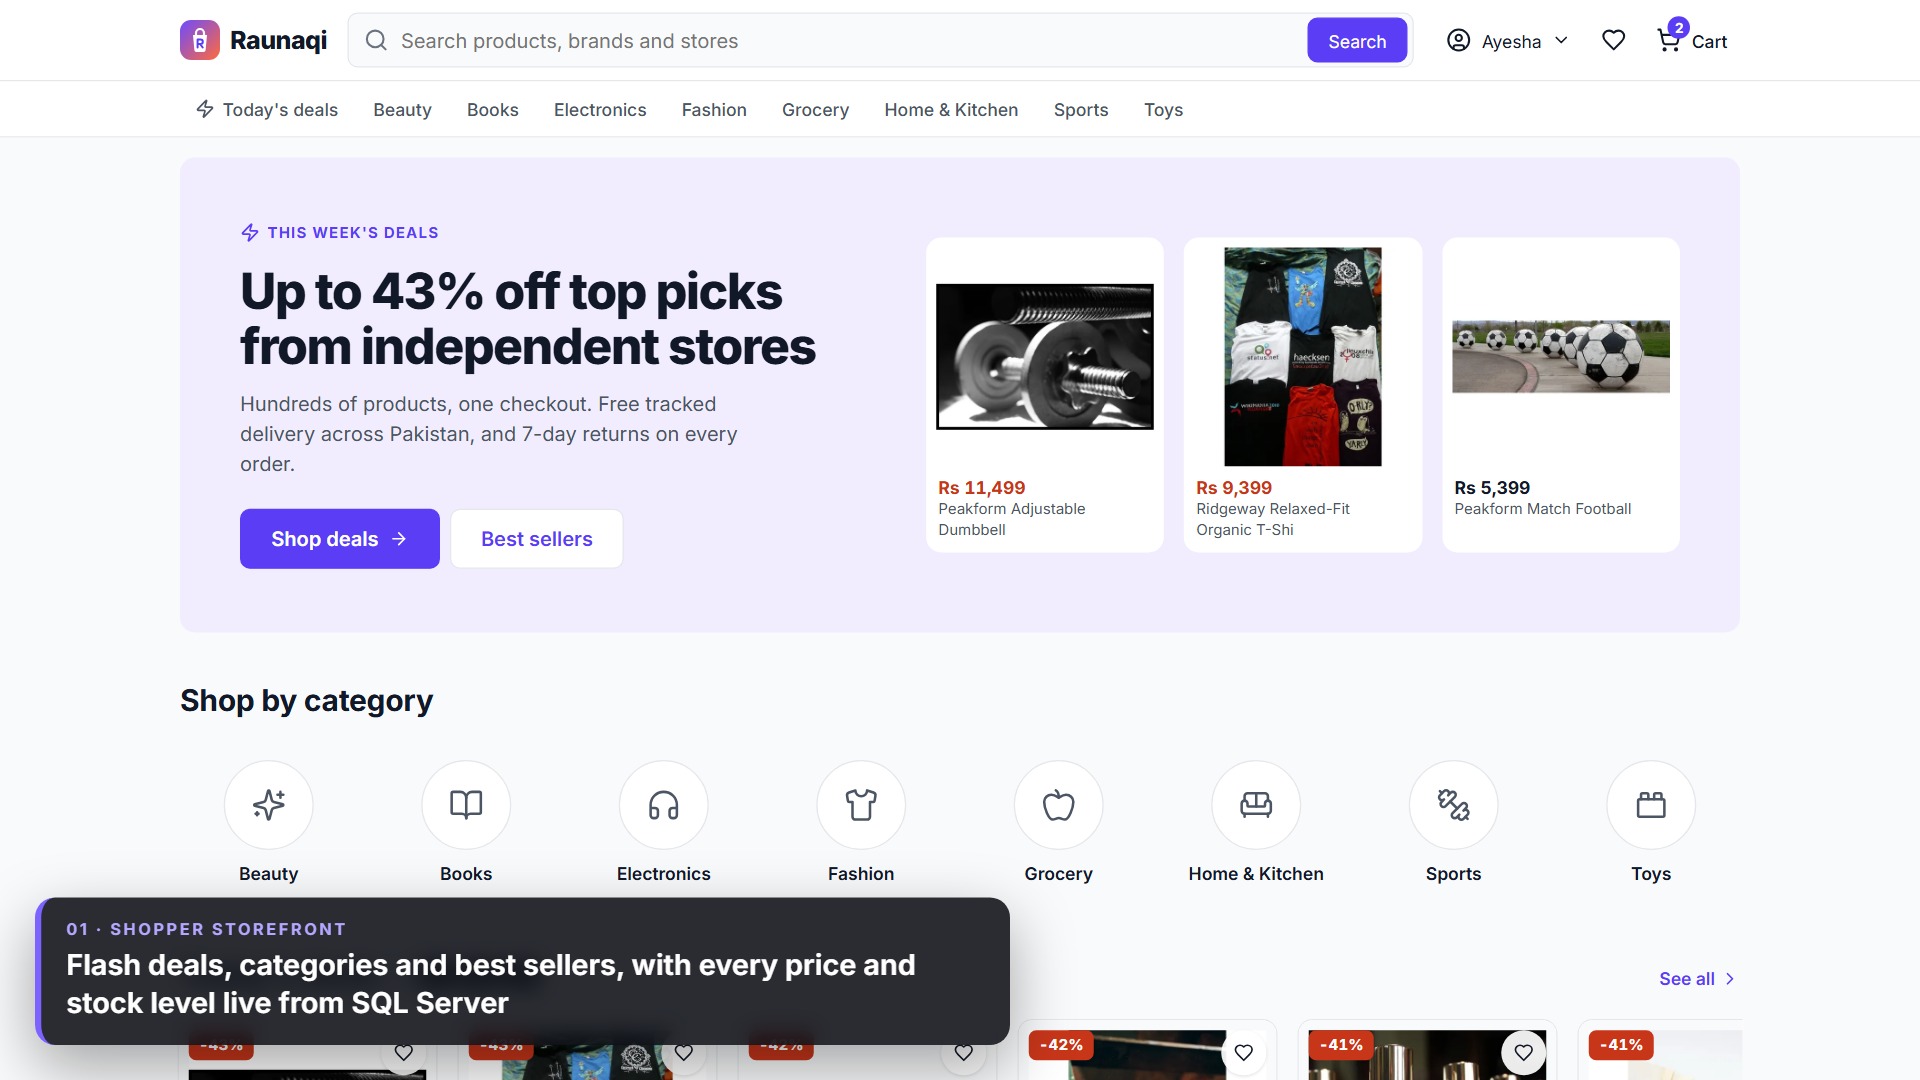 Raunaqi
Search products, brands and stores
Search
Ayesha
2
Cart
Today's deals
Beauty
Books
Electronics
Fashion
Grocery
Home & Kitchen
Sports
Toys
THIS WEEK'S DEALS
Up to 43% off top picks
from independent stores
Hundreds of products, one checkout. Free tracked
delivery across Pakistan, and 7-day returns on every
order.
Shop deals
Best sellers
haecksen
Rs 11,499
Peakform Adjustable
Dumbbell
Rs 9,399
Ridgeway Relaxed-Fit
Organic T-Shi
Rs 5,399
Peakform Match Football
Shop by category
Beauty
Books
Electronics
Fashion
Grocery
Home & Kitchen
Sports
Toys
01 · SHOPPER STOREFRONT
Flash deals, categories and best sellers, with every price and
stock level live from SQL Server
See all
-43%
-43%
-42%
-42%
-41%
-41%